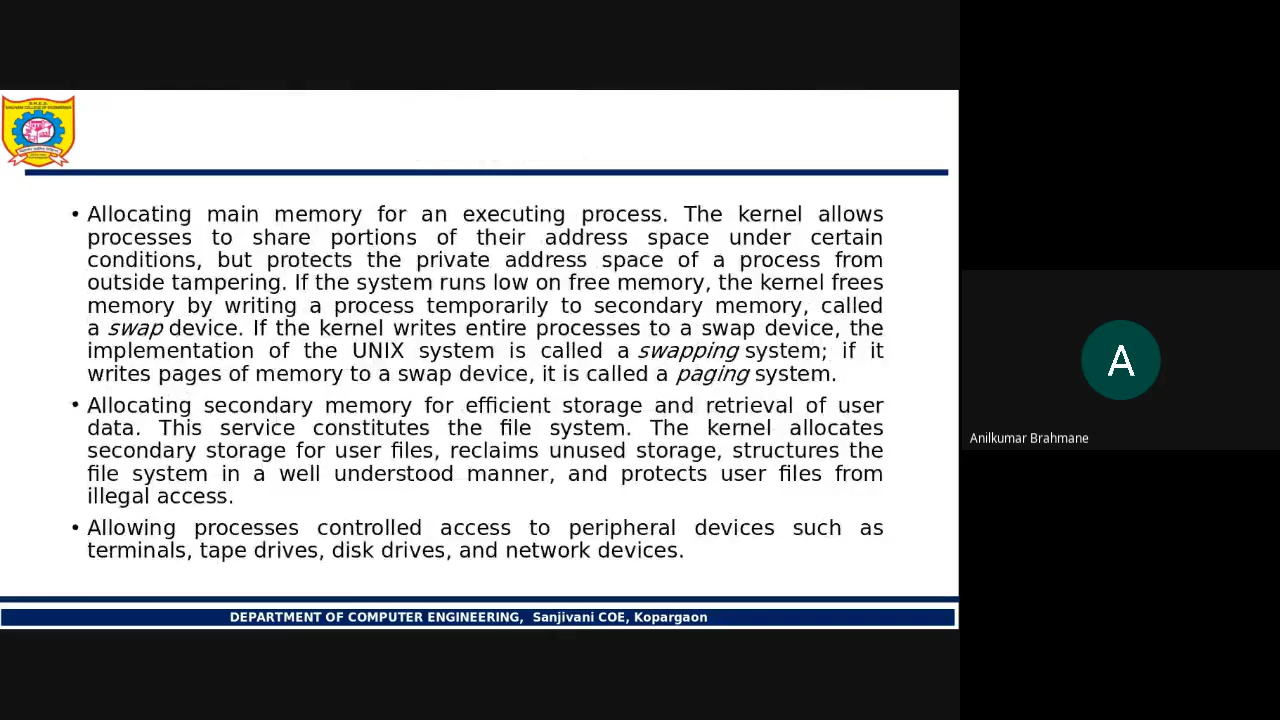 • Allocating main memory for an executing process. The kernel allows
processes to share portions of their address space under certain
conditions, but protects the private address space of a process from
outside tampering. If the system runs low on free memory, the kernel frees
memory by writing a process temporarily to secondary memory, called
a swap device. If the kernel writes entire processes to a swap device, the
implementation of the UNIX system is called a swapping system; if it
writes pages of memory to a swap device, it is called a paging system.
• Allocating secondary memory for efficient storage and retrieval of user
data. This service constitutes the file system. The kernel allocates
secondary storage for user files, reclaims unused storage, structures the
file system in a well understood manner, and protects user files from
illegal access.
• Allowing processes controlled access to peripheral devices such as
terminals, tape drives, disk drives, and network devices.
DEPARTMENT OF COMPUTER ENGINEERING, Sanjivani COE, Kopargaon
A
Anilkumar Brahmane